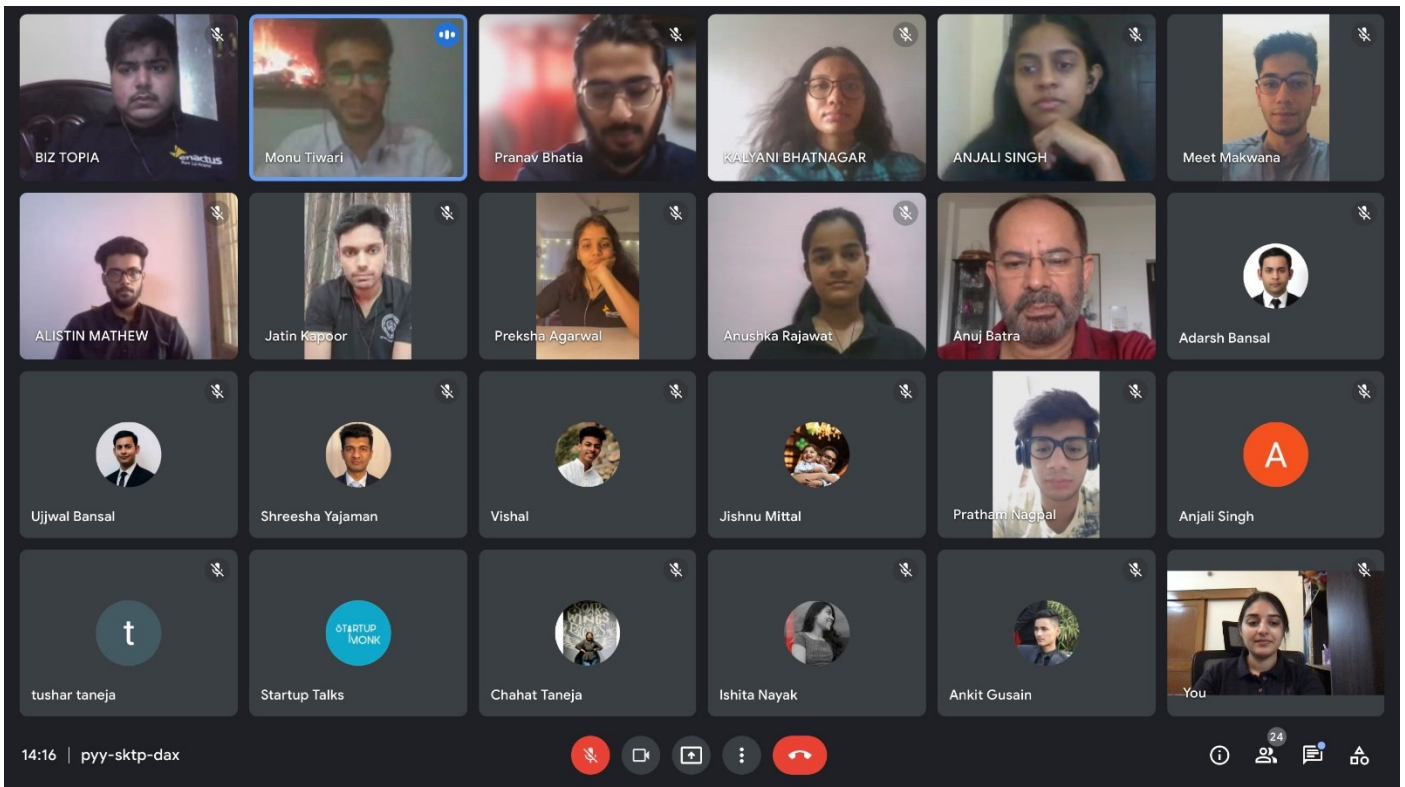 BIZ TOPIA
enactus
Monu Tiwari
Pranav Bhatia
KALYANI BHATNAGAR
ANJALI SINGH
Meet Makwana
ALISTIN MATHEW
Jatin Kapoor
Preksha Agarwal
Anushka Rajawat
Anuj Batra
Adarsh Bansal
Ujjwal Bansal
Shreesha Yajaman
Vishal
Jishnu Mittal
Pratham Nagpal
A
Anjali Singh
t
tushar taneja
STARTUP
MONK
Startup Talks
Chahat Taneja
Ishita Nayak
Ankit Gusain
You
14:16 | pyy-sktp-dax
24